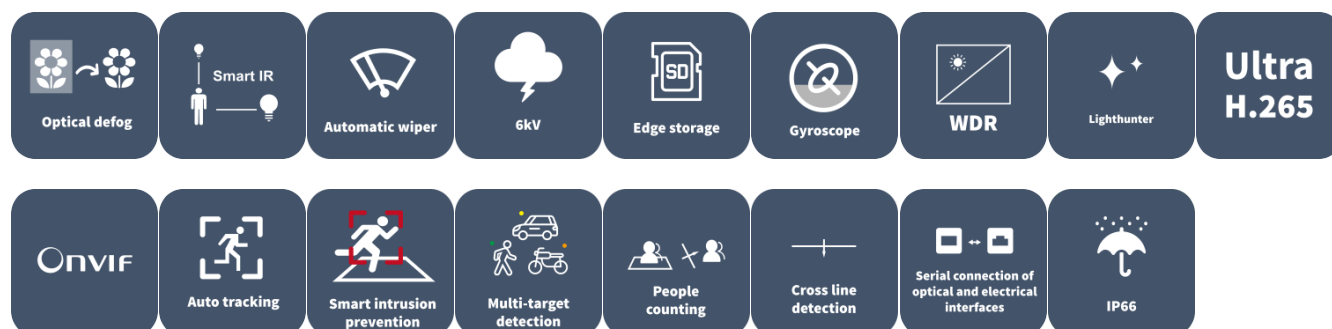 Optical defog
Smart IR
Automatic wiper
6kV
SD
Edge storage
Gyroscope
WDR
Lighthunter
Ultra
H.265
ONVIF
Auto tracking
Smart intrusion
prevention
Multi-target
detection
People
counting
Cross line
detection
Serial connection of
optical and electrical
interfaces
IP66